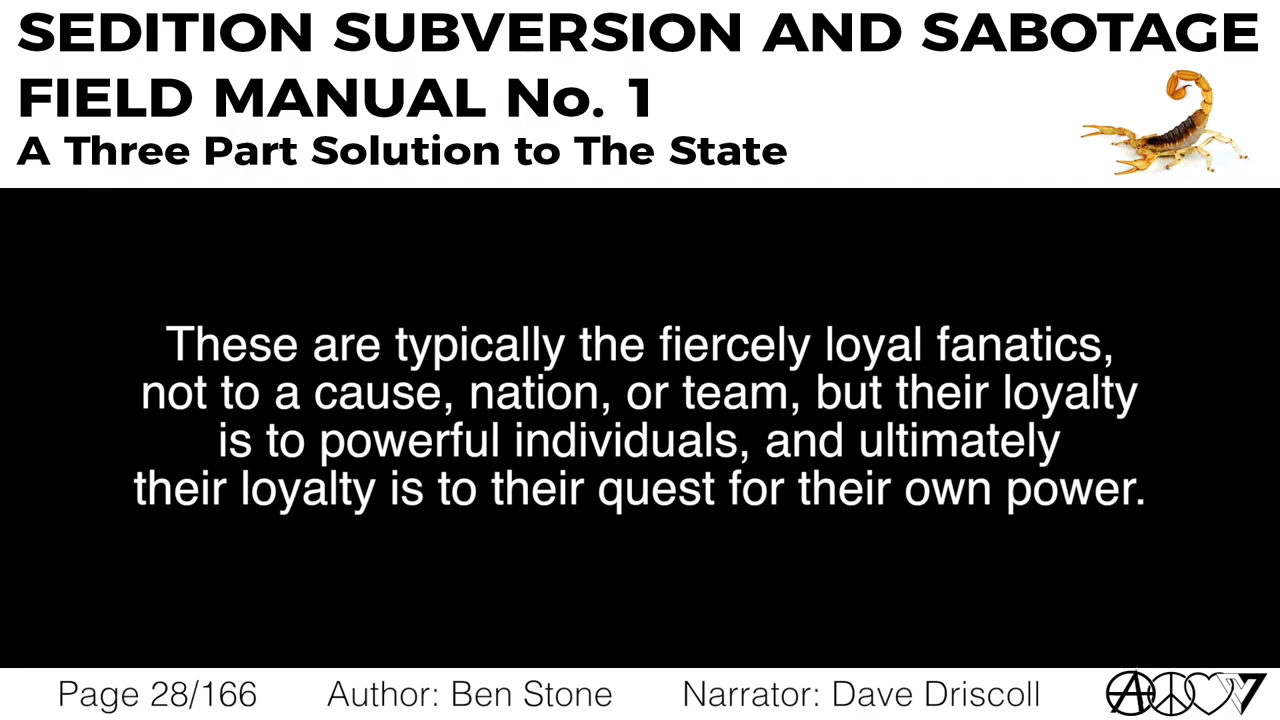 SEDITION SUBVERSION AND SABOTAGE
FIELD MANUAL No. 1
A Three Part Solution to The State
These are typically the fiercely loyal fanatics,
not to a cause, nation, or team, but their loyalty
is to powerful individuals, and ultimately
their loyalty is to their quest for their own power.
Page 28/166 Author: Ben Stone Narrator: Dave Driscoll